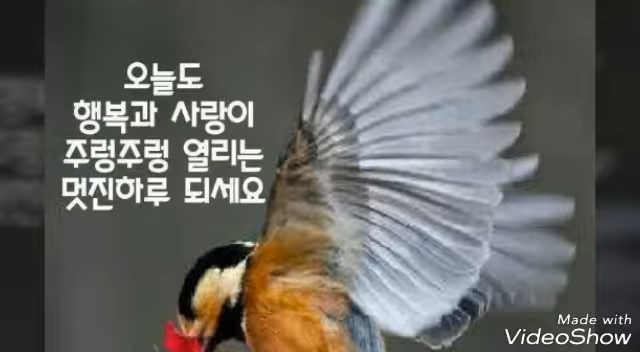 오늘도
행복과 사랑이
주렁주렁 열리는
멋진하루 되세요
Made with
VideoShow